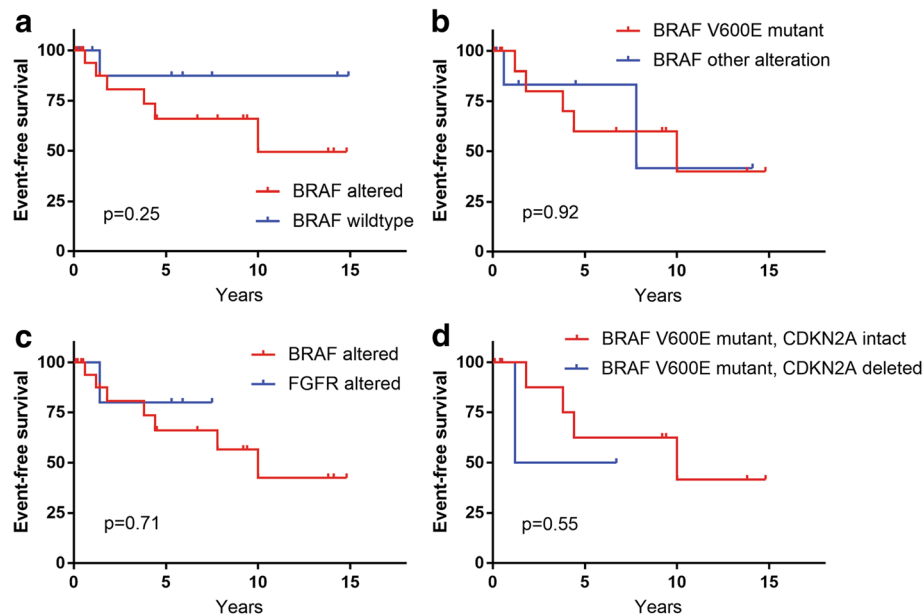 a
Event-free survival
100
75
50
25
0
BRAF altered
BRAF wildtype
p=0.25
0 5 10 15
Years
b
Event-free survival
100
75
50
25
0
BRAF V600E mutant
BRAF other alteration
p=0.92
0 5 10 15
Years
c
Event-free survival
100
75
50
25
0
BRAF altered
FGFR altered
p=0.71
0 5 10 15
Years
d
Event-free survival
100
75
50
25
0
BRAF V600E mutant, CDKN2A intact
BRAF V600E mutant, CDKN2A deleted
p=0.55
0 5 10 15
Years